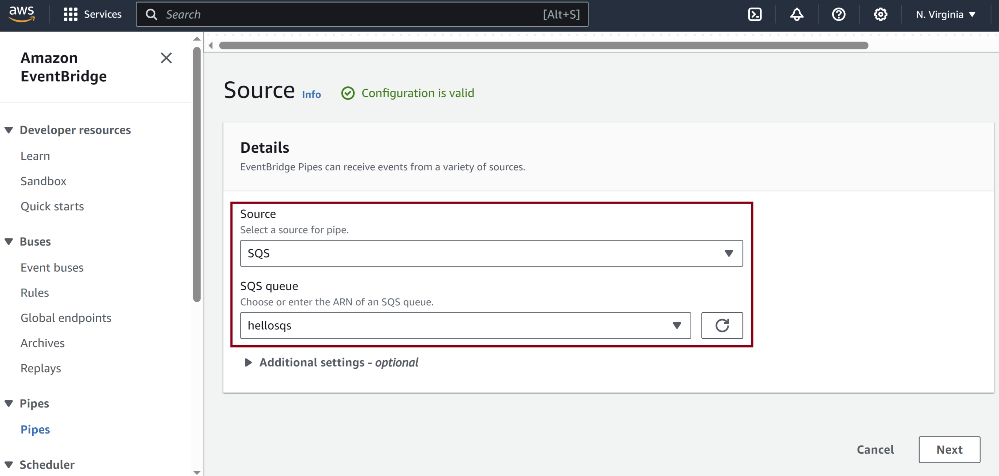 aws
Services
Search
[Alt+S]
N. Virginia
Amazon
EventBridge
Developer resources
Learn
Sandbox
Quick starts
Buses
Event buses
Rules
Global endpoints
Archives
Replays
Pipes
Pipes
Scheduler
Source Info Configuration is valid
Details
EventBridge Pipes can receive events from a variety of sources.
Source
Select a source for pipe.
SQS
SQS queue
Choose or enter the ARN of an SQS queue.
hellosqs
Additional settings - optional
Cancel
Next